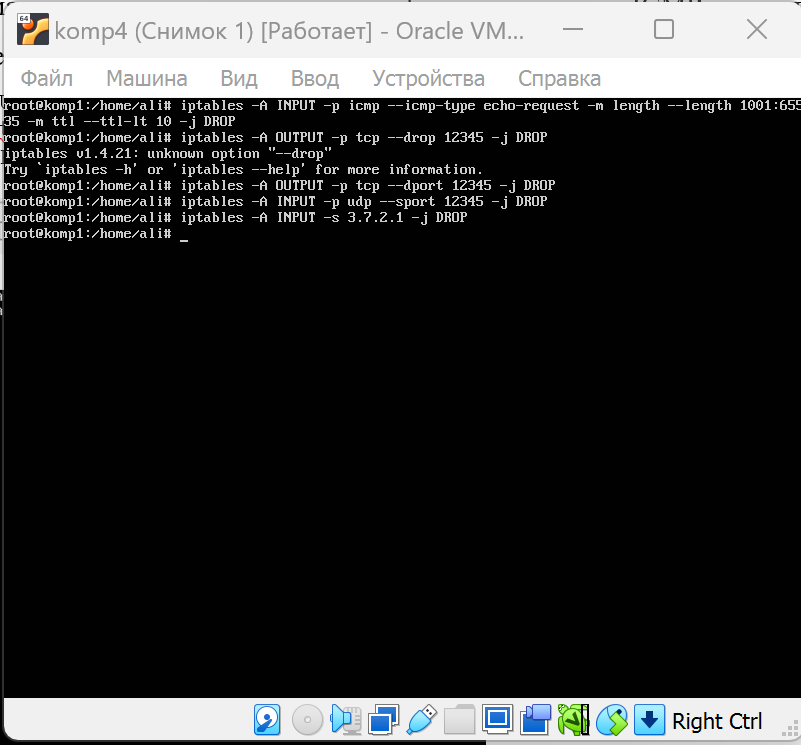 64
komp4 (Снимок 1) [Работает] - Oracle VM...
Файл Машина Вид Ввод Устройства Справка
root@komp1:/home/ali# iptables -A INPUT -p icmp --icmp-type echo-request -m length --length 1001:655
35 -m ttl --ttl-lt 10 -j DROP
root@komp1:/home/ali# iptables -A OUTPUT -p tcp --drop 12345 -j DROP
iptables v1.4.21: unknown option "--drop"
Try `iptables -h' or 'iptables --help' for more information.
root@komp1:/home/ali# iptables -A OUTPUT -p tcp --dport 12345 -j DROP
root@komp1:/home/ali# iptables -A INPUT -p udp --sport 12345 -j DROP
root@komp1:/home/ali# iptables -A INPUT -s 3.7.2.1 -j DROP
root@komp1:/home/ali# _
Right Ctrl